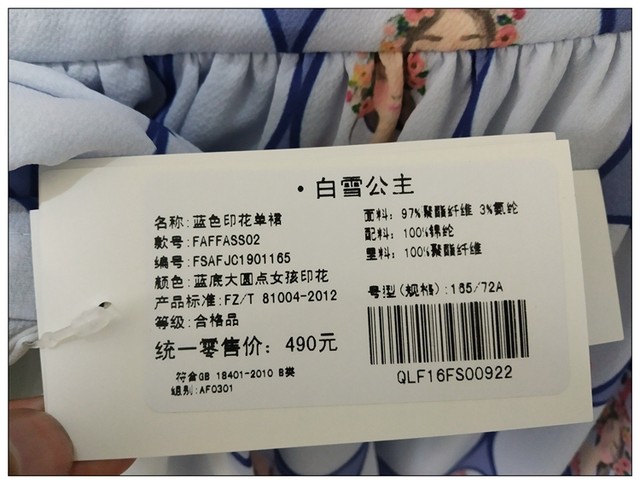 ·白雪公主
名称:蓝色印花单裙
款号:FAFFASS02
编号:FSAFJC1901165
颜色:蓝底大圆点女孩印花
产品标准:FZ/T 81004-2012
等级:合格品
统一零售价: 490元
符合GB 18401-2010 B类
组别:AF0301
面料: 97%聚酯纤维 3%氨纶
配料: 100%锦纶
里料: 100%聚酯纤维
号型(规格):165/72A
QLF16FS00922